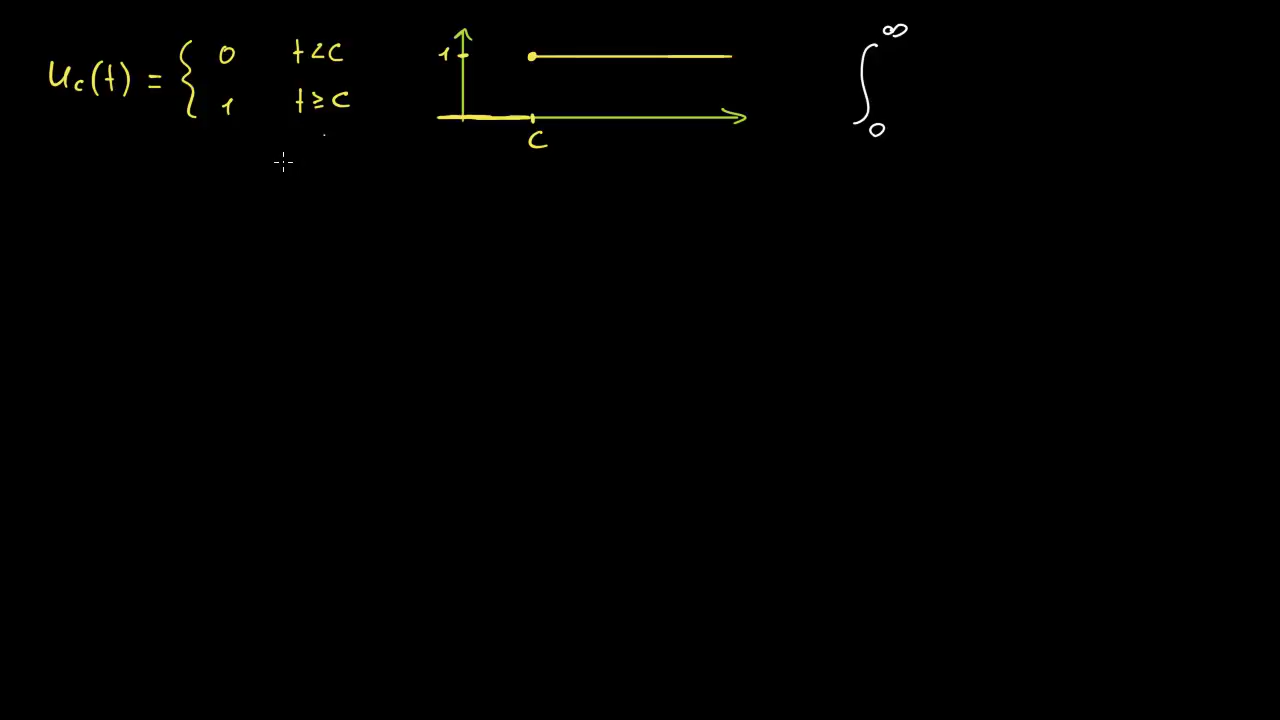 u_c(t) = { 0 t < c
1 t ≥ c
1
c
∫_0^∞